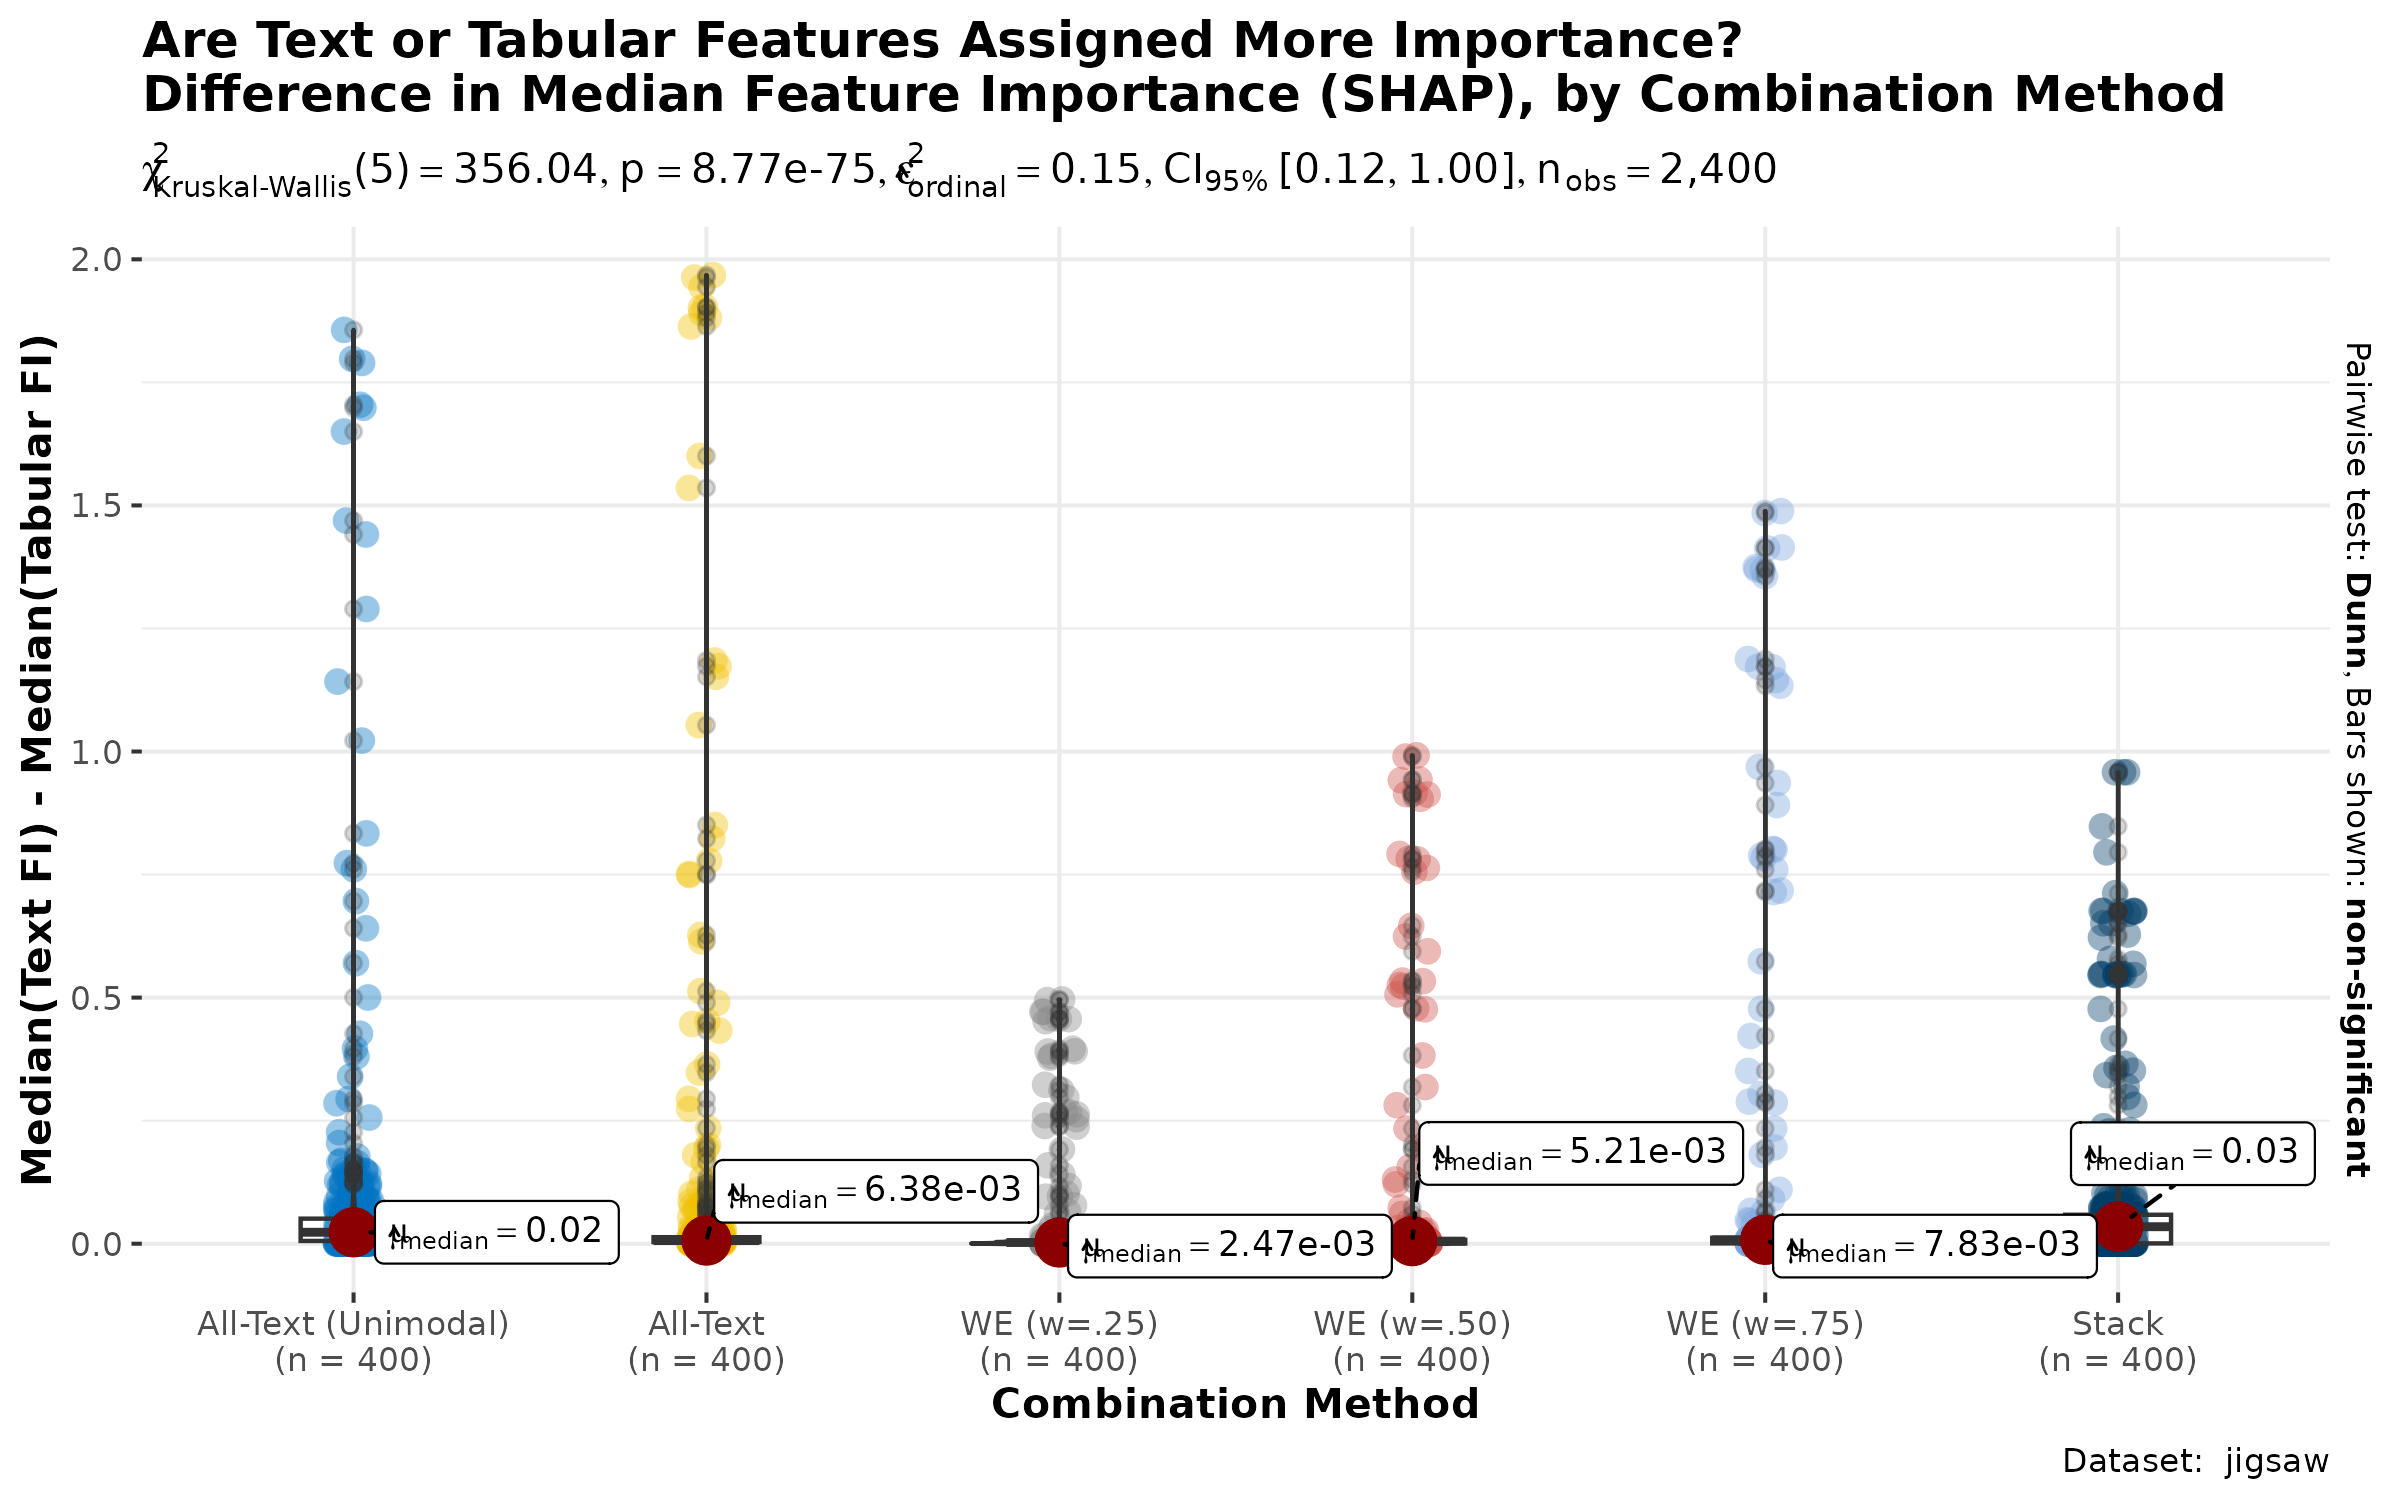 Are Text or Tabular Features Assigned More Importance?
Difference in Median Feature Importance (SHAP), by Combination Method
χ²Kruskal-Wallis(5) = 356.04, p = 8.77e-75, ε̂²ordinal = 0.15, CI95% [0.12, 1.00], nobs = 2,400
Median(Text FI) - Median(Tabular FI)
2.0
1.5
1.0
0.5
0.0
μ̂median = 0.02
μ̂median = 6.38e-03
μ̂median = 2.47e-03
μ̂median = 5.21e-03
μ̂median = 7.83e-03
μ̂median = 0.03
Pairwise test: Dunn, Bars shown: non-significant
All-Text (Unimodal)
(n = 400)
All-Text
(n = 400)
WE (w=.25)
(n = 400)
WE (w=.50)
(n = 400)
WE (w=.75)
(n = 400)
Stack
(n = 400)
Combination Method
Dataset: jigsaw